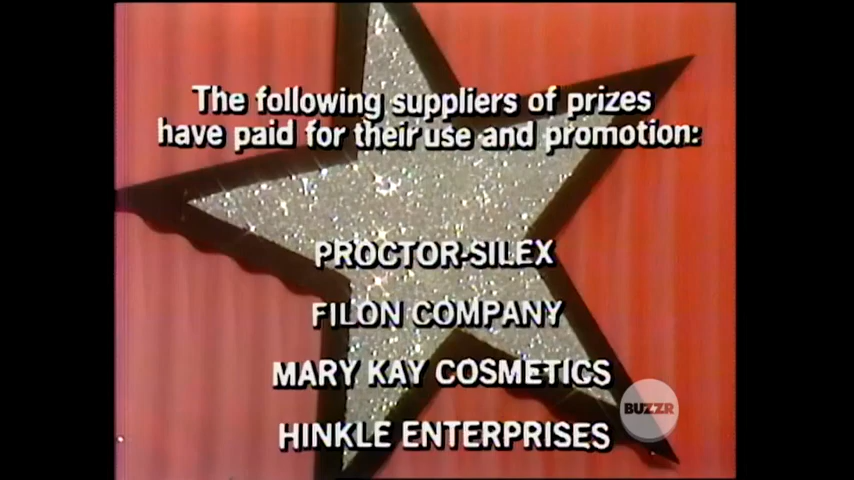 The following suppliers of prizes
have paid for their use and promotion:
PROCTOR-SILEX
FILON COMPANY
MARY KAY COSMETICS
BUZZR
HINKLE ENTERPRISES